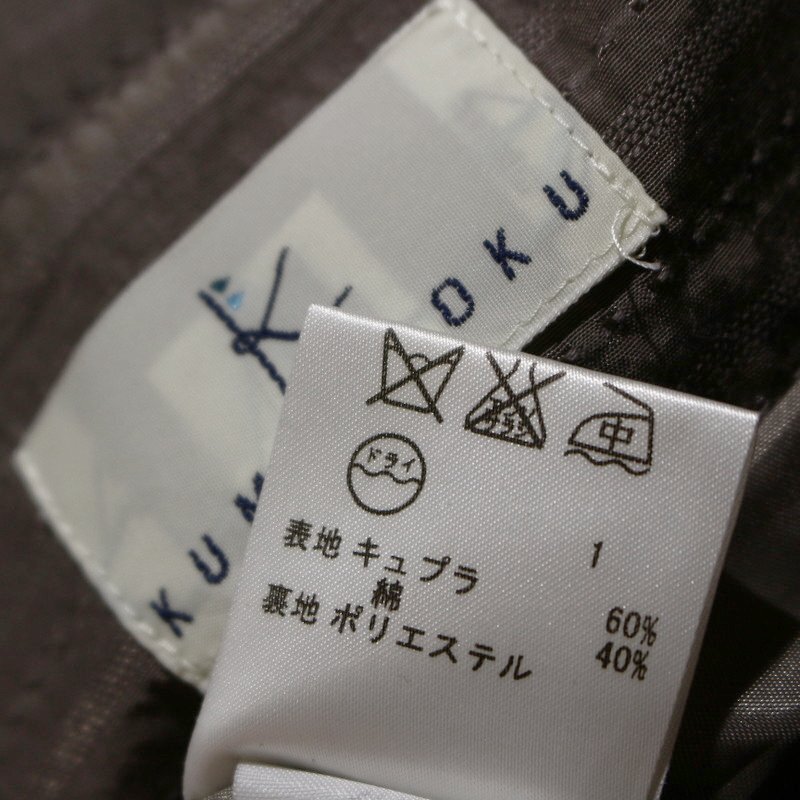 K
KUM OKU
中
ドライ
1
表地 キュプラ 60%
綿 40%
裏地 ポリエステル